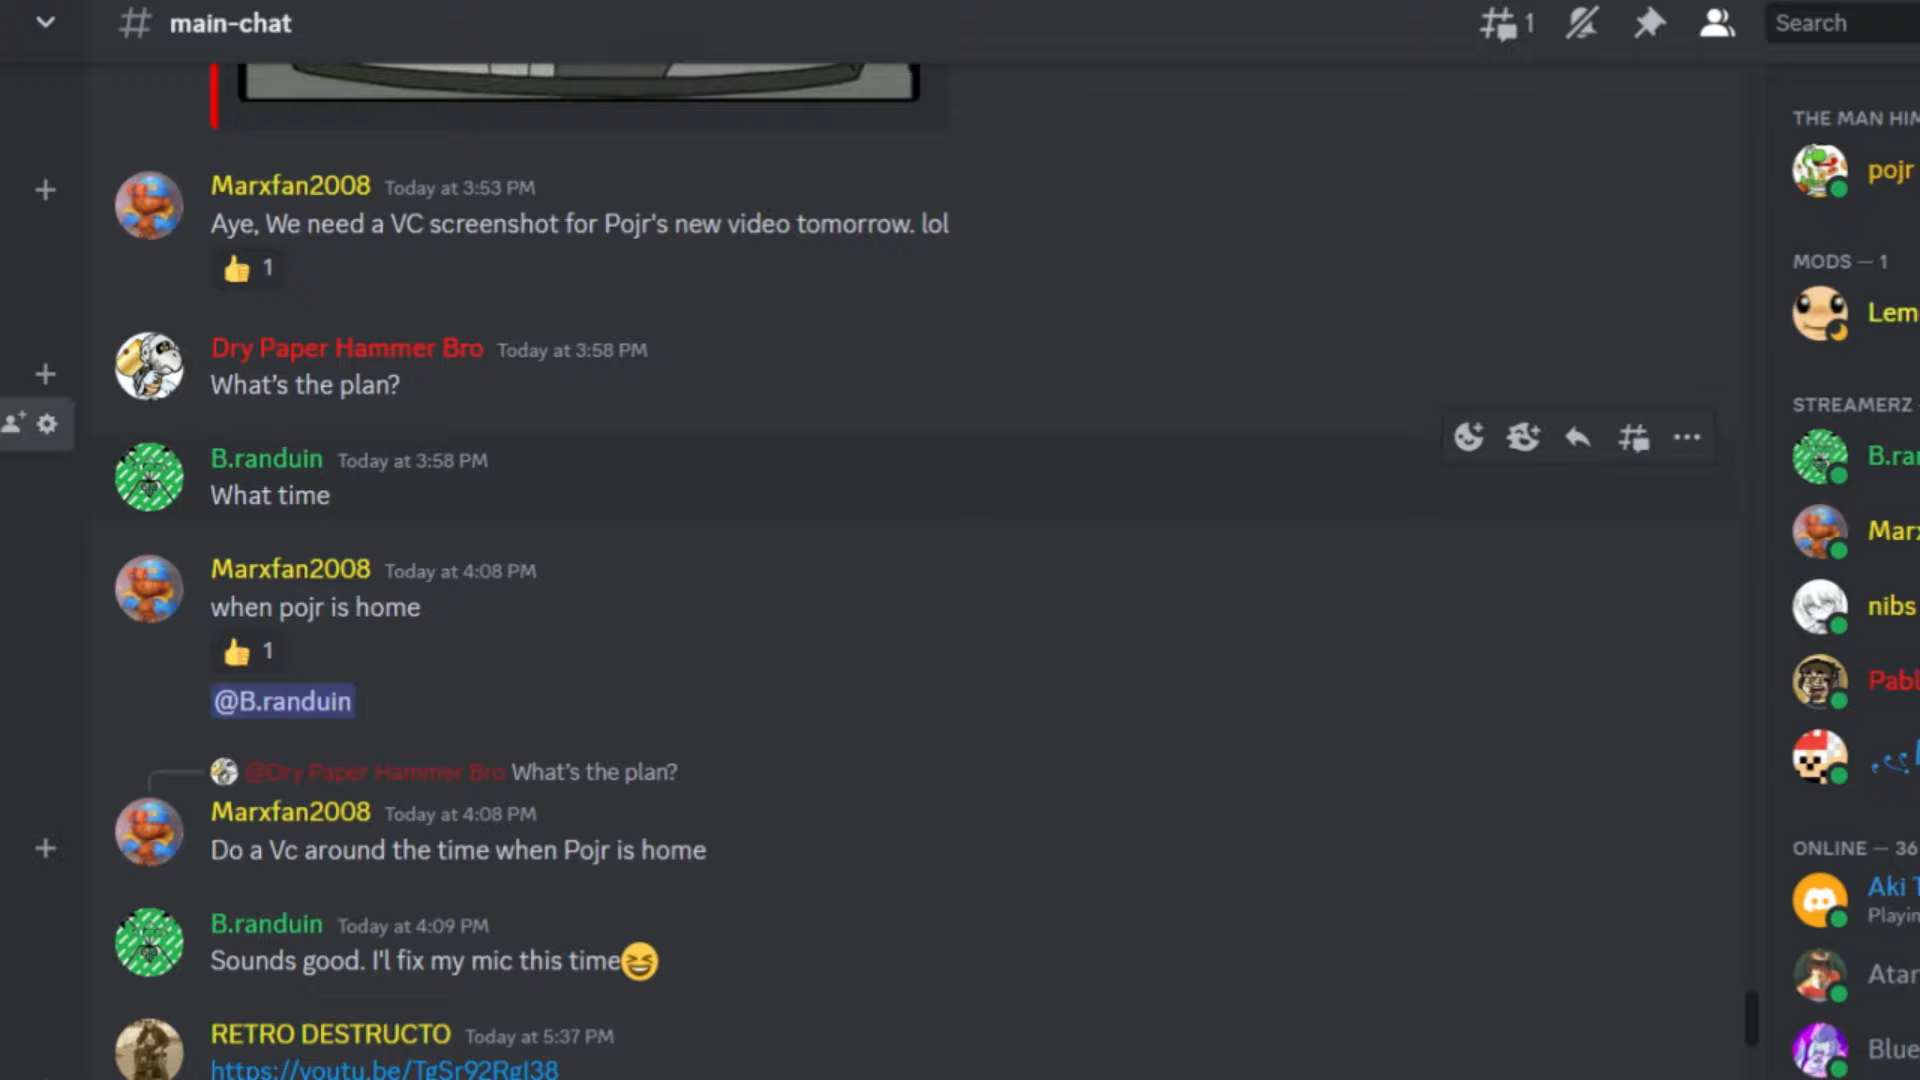 main-chat
1
Search
Marxfan2008 Today at 3:53 PM
Aye, We need a VC screenshot for Pojr's new video tomorrow. lol
1
Dry Paper Hammer Bro Today at 3:58 PM
What's the plan?
B.randuin Today at 3:58 PM
What time
Marxfan2008 Today at 4:08 PM
when pojr is home
1
@B.randuin
@Dry Paper Hammer Bro What's the plan?
Marxfan2008 Today at 4:08 PM
Do a Vc around the time when Pojr is home
B.randuin Today at 4:09 PM
Sounds good. I'l fix my mic this time
RETRO DESTRUCTO Today at 5:37 PM
https://youtu.be/TgSr92RgI38
THE MAN HIM
pojr
MODS — 1
Lem
STREAMERZ
B.ra
Mar
nibs
Pabl
ONLINE — 36
Aki T
Playin
Atar
Blue